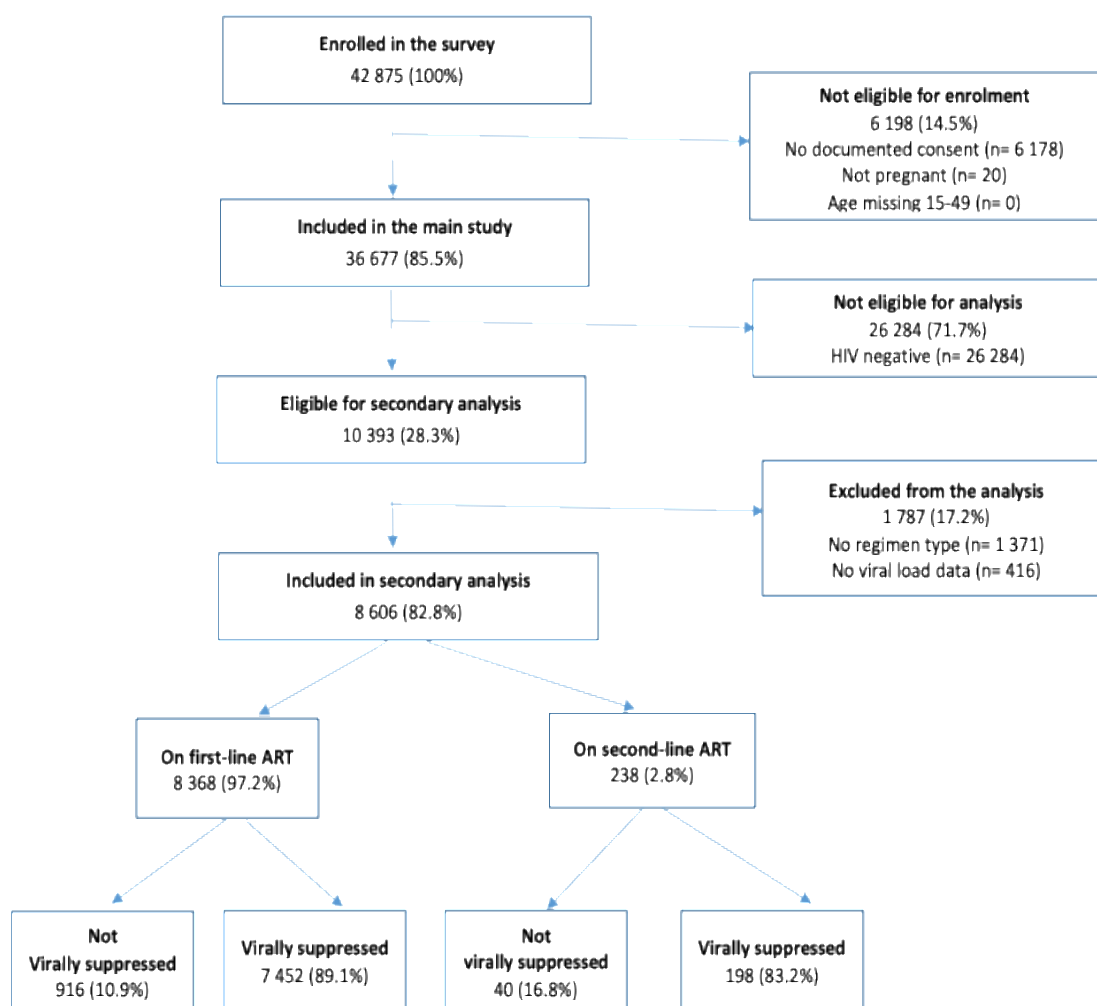 Enrolled in the survey
42 875 (100%)
Not eligible for enrolment
6 198 (14.5%)
No documented consent (n= 6 178)
Not pregnant (n= 20)
Age missing 15-49 (n= 0)
Included in the main study
36 677 (85.5%)
Not eligible for analysis
26 284 (71.7%)
HIV negative (n= 26 284)
Eligible for secondary analysis
10 393 (28.3%)
Excluded from the analysis
1 787 (17.2%)
No regimen type (n= 1 371)
No viral load data (n= 416)
Included in secondary analysis
8 606 (82.8%)
On first-line ART
8 368 (97.2%)
On second-line ART
238 (2.8%)
Not
Virally suppressed
916 (10.9%)
Virally suppressed
7 452 (89.1%)
Not
virally suppressed
40 (16.8%)
Virally suppressed
198 (83.2%)